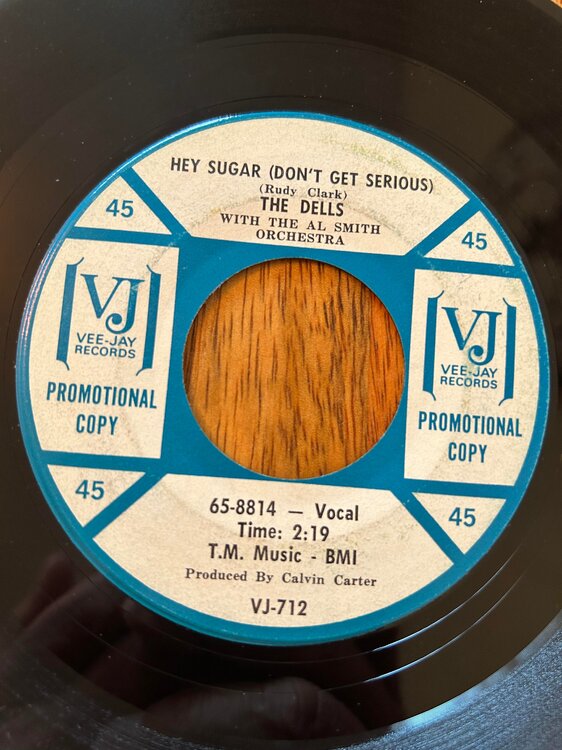 HEY SUGAR (DON'T GET SERIOUS)
(Rudy Clark)
THE DELLS
WITH THE AL SMITH
ORCHESTRA
45
45
VJ
VEE-JAY
RECORDS
PROMOTIONAL
COPY
VJ
VEE-JAY
RECORDS
PROMOTIONAL
COPY
45
45
65-8814 — Vocal
Time: 2:19
T.M. Music - BMI
Produced By Calvin Carter
VJ-712